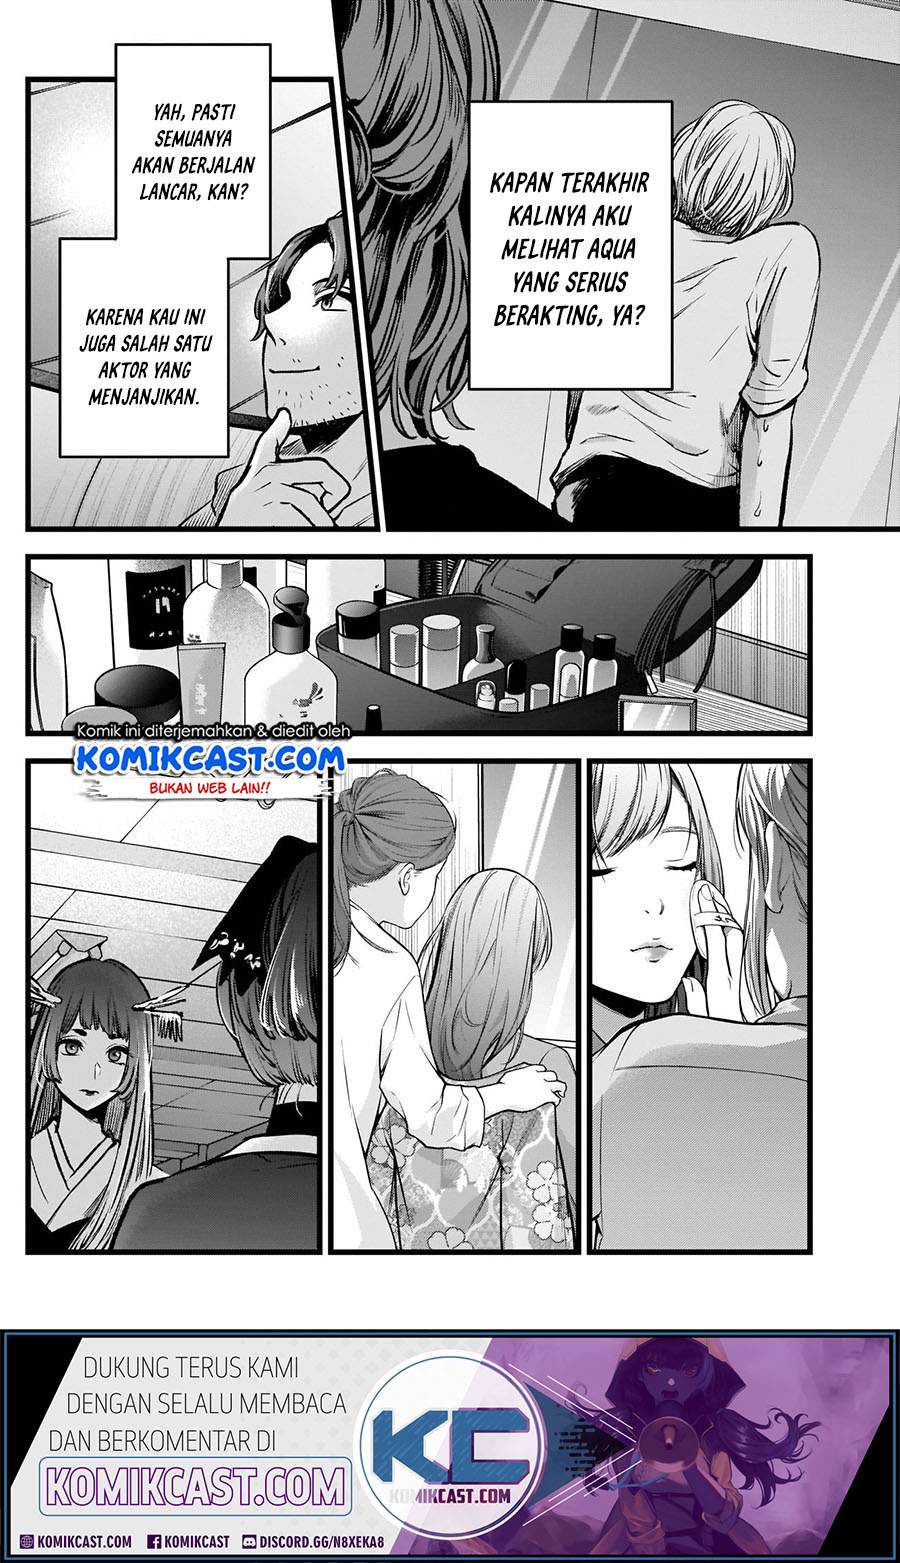 KAPAN TERAKHIR
KALINYA AKU
MELIHAT AQUA
YANG SERIUS
BERAKTING, YA?
YAH, PASTI
SEMUANYA
AKAN BERJALAN
LANCAR, KAN?
KARENA KAU INI
JUGA SALAH SATU
AKTOR YANG
MENJANJIKAN.
Komik ini diterjemahkan & diedit oleh
KOMIKCAST.COM
BUKAN WEB LAIN!!
DUKUNG TERUS KAMI
DENGAN SELALU MEMBACA
DAN BERKOMENTAR DI
KOMIKCAST.COM
KC
KOMIKCAST.COM
KOMIKCAST.COM KOMIKCAST DISCORD.GG/N8XEKA8